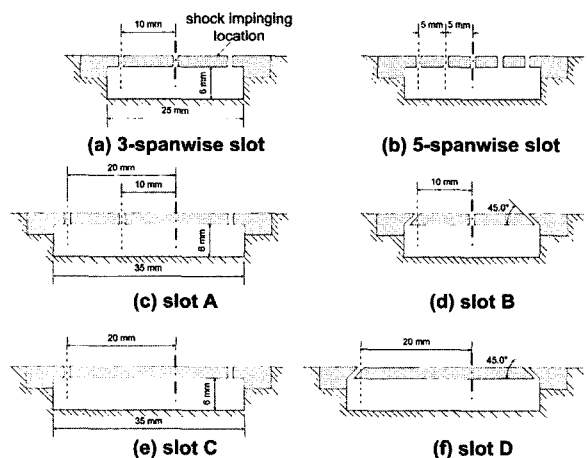 10 mm
shock impinging
location
6 mm
25 mm
(a) 3-spanwise slot
5 mm 5 mm
(b) 5-spanwise slot
20 mm
10 mm
6 mm
35 mm
(c) slot A
10 mm
45.0°
(d) slot B
20 mm
6 mm
35 mm
(e) slot C
20 mm
45.0°
(f) slot D